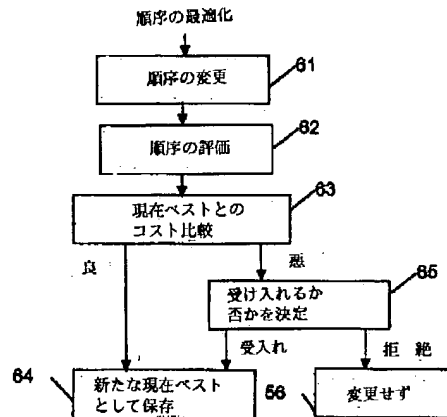 順序の最適化
順序の変更
61
順序の評価
62
現在ベストとの
コスト比較
63
良
悪
受け入れるか
否かを決定
65
受入れ
拒絶
64
新たな現在ベスト
として保存
56
変更せず